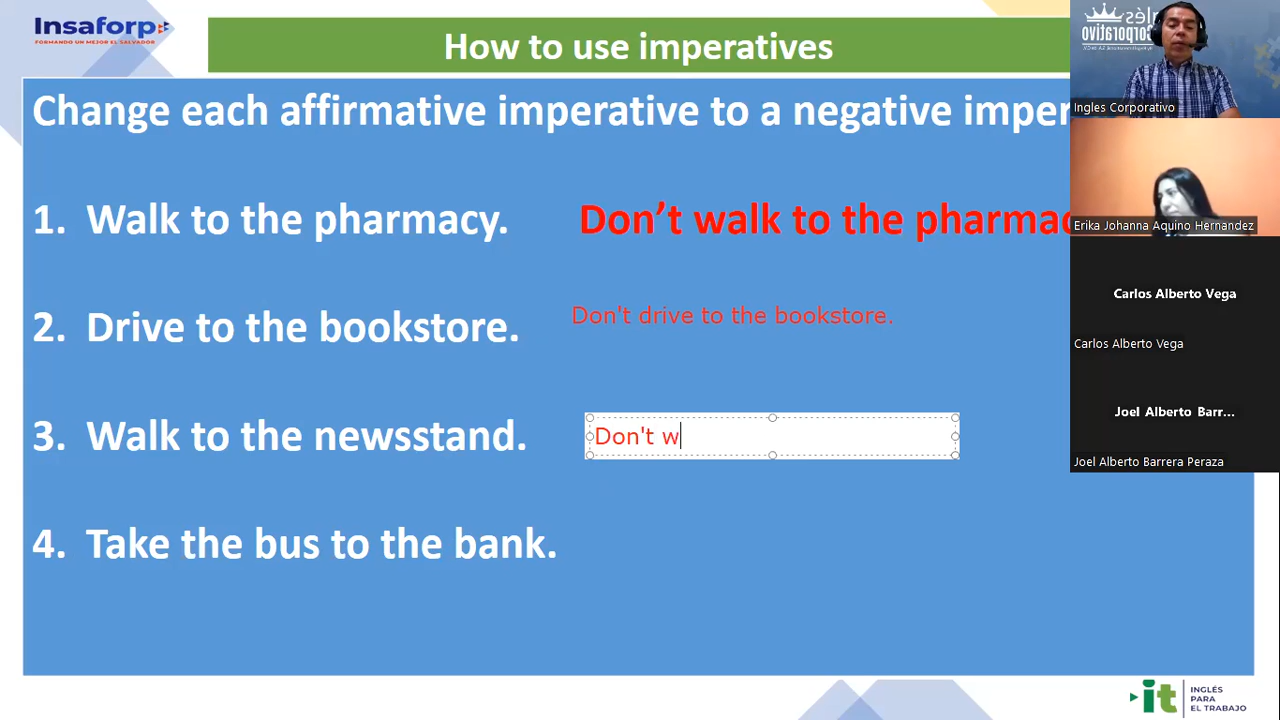 Insaforp
FORMANDO UN MEJOR EL SALVADOR
How to use imperatives
Change each affirmative imperative to a negative imper
1. Walk to the pharmacy. Don’t walk to the pharmac
2. Drive to the bookstore. Don't drive to the bookstore.
3. Walk to the newsstand. Don't w
4. Take the bus to the bank.
Ingles Corporativo
Erika Johanna Aquino Hernandez
Carlos Alberto Vega
Carlos Alberto Vega
Joel Alberto Barr...
Joel Alberto Barrera Peraza
it
INGLÉS
PARA
EL TRABAJO